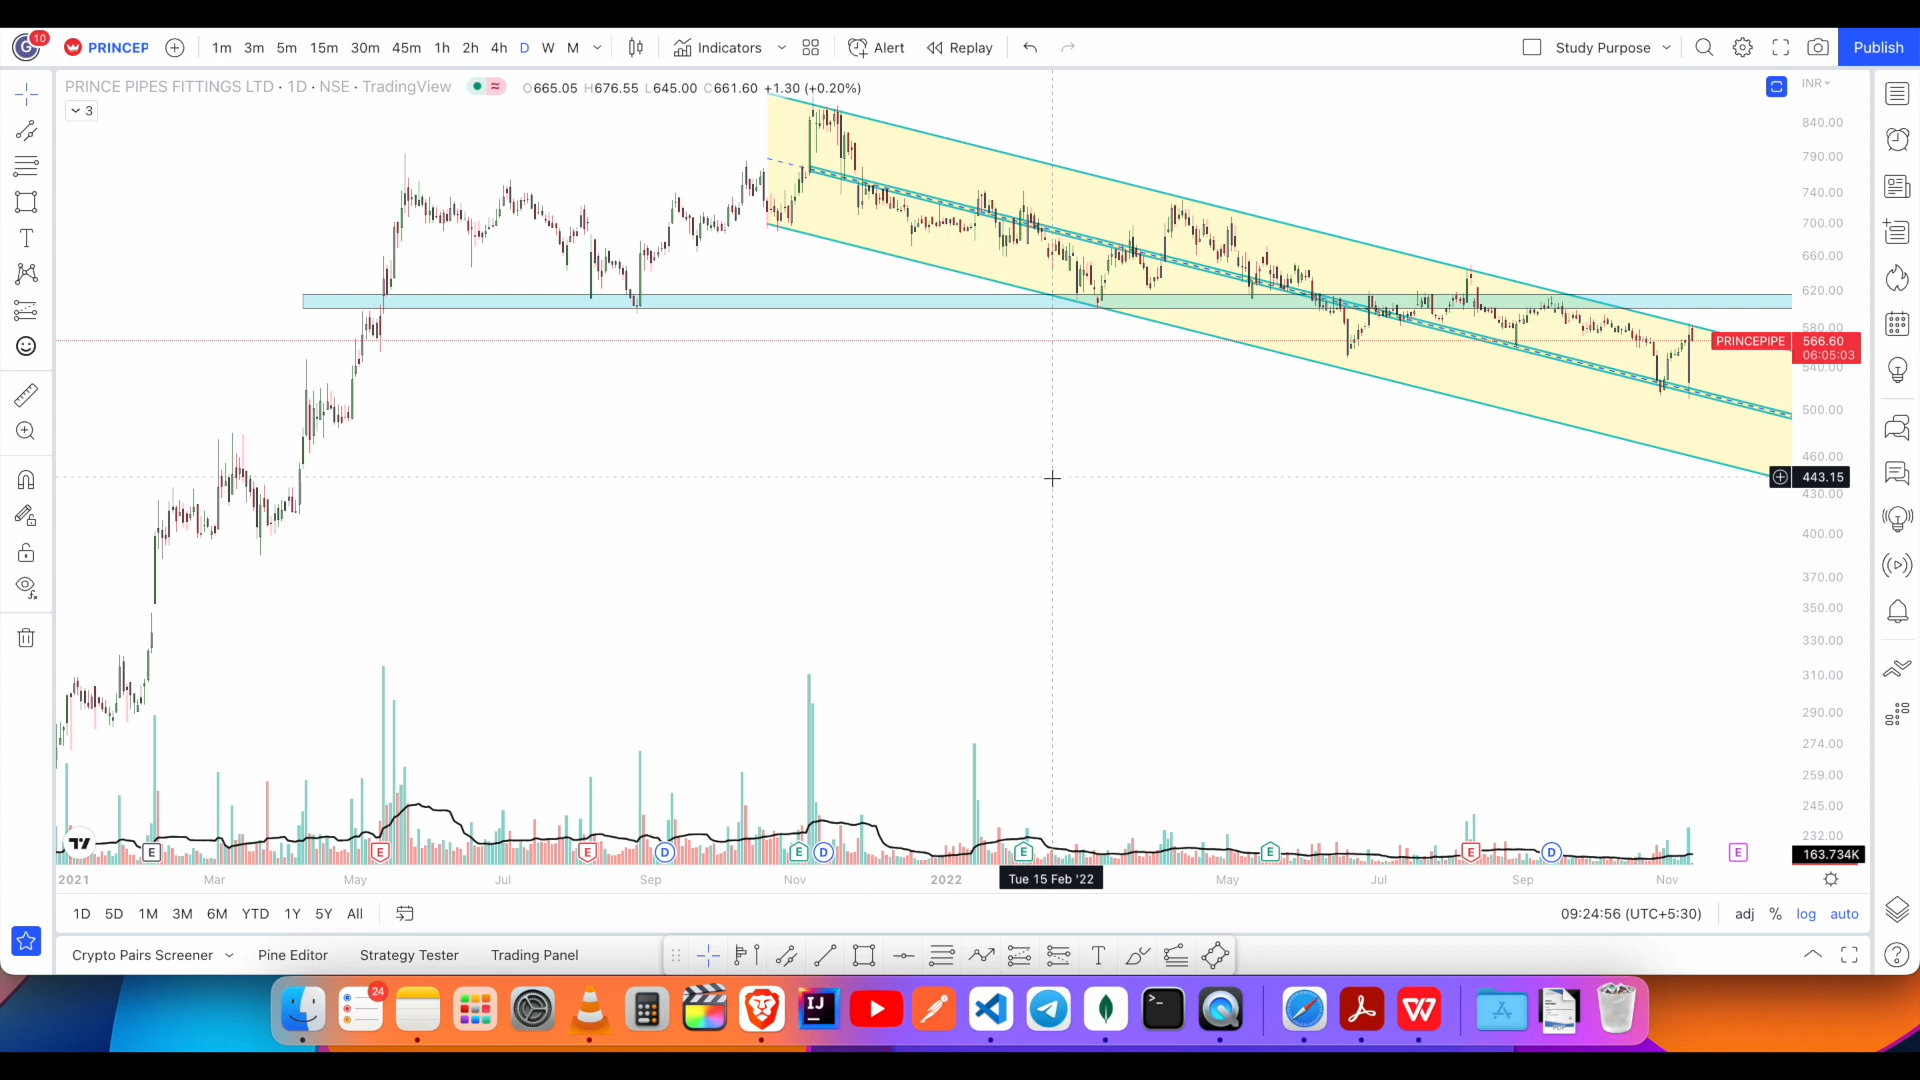 G 10 PRINCEP 1m 3m 5m 15m 30m 45m 1h 2h 4h D W M Indicators Alert Replay Study Purpose Publish
PRINCE PIPES FITTINGS LTD · 1D · NSE · TradingView O665.05 H676.55 L645.00 C661.60 +1.30 (+0.20%) INR
3
840.00
790.00
740.00
700.00
660.00
620.00
580.00
PRINCEPIPE 566.60
06:05:03
540.00
500.00
460.00
443.15
430.00
400.00
370.00
350.00
330.00
310.00
290.00
274.00
259.00
245.00
232.00
E E E D E D E E E D E 163.734K
2021 Mar May Jul Sep Nov 2022 Tue 15 Feb '22 May Jul Sep Nov
1D 5D 1M 3M 6M YTD 1Y 5Y All 09:24:56 (UTC+5:30) adj % log auto
Crypto Pairs Screener Pine Editor Strategy Tester Trading Panel T
24
IJ
PDF